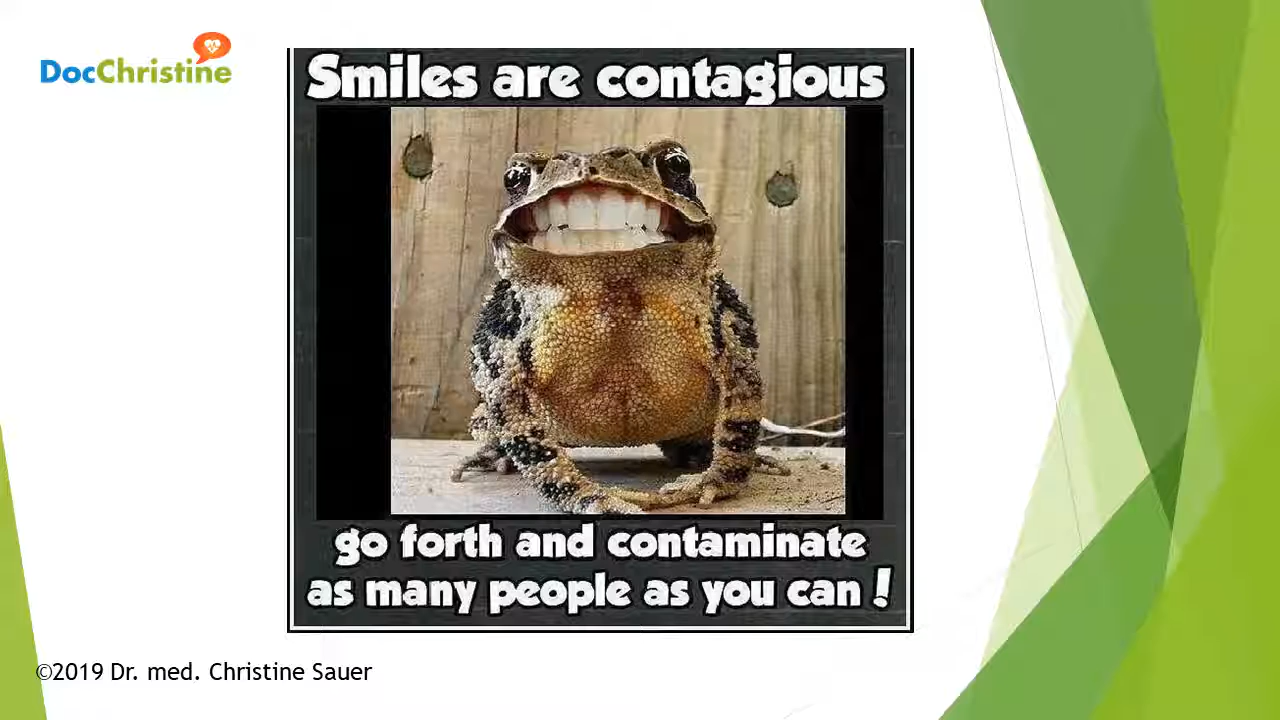 DocChristine
Smiles are contagious
go forth and contaminate
as many people as you can!
©2019 Dr. med. Christine Sauer